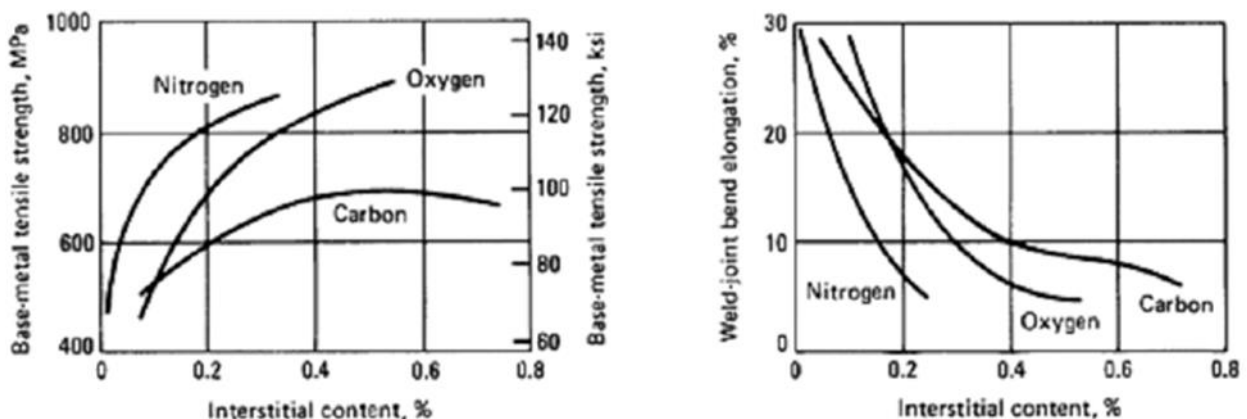 Base-metal tensile strength, MPa
1000
800
600
400
Nitrogen
Oxygen
Carbon
0
0.2
0.4
0.6
0.8
Interstitial content, %
140
120
100
80
60
Base-metal tensile strength, ksi
Weld-joint bend elongation, %
30
20
10
0
Nitrogen
Oxygen
Carbon
0
0.2
0.4
0.6
0.8
Interstitial content, %